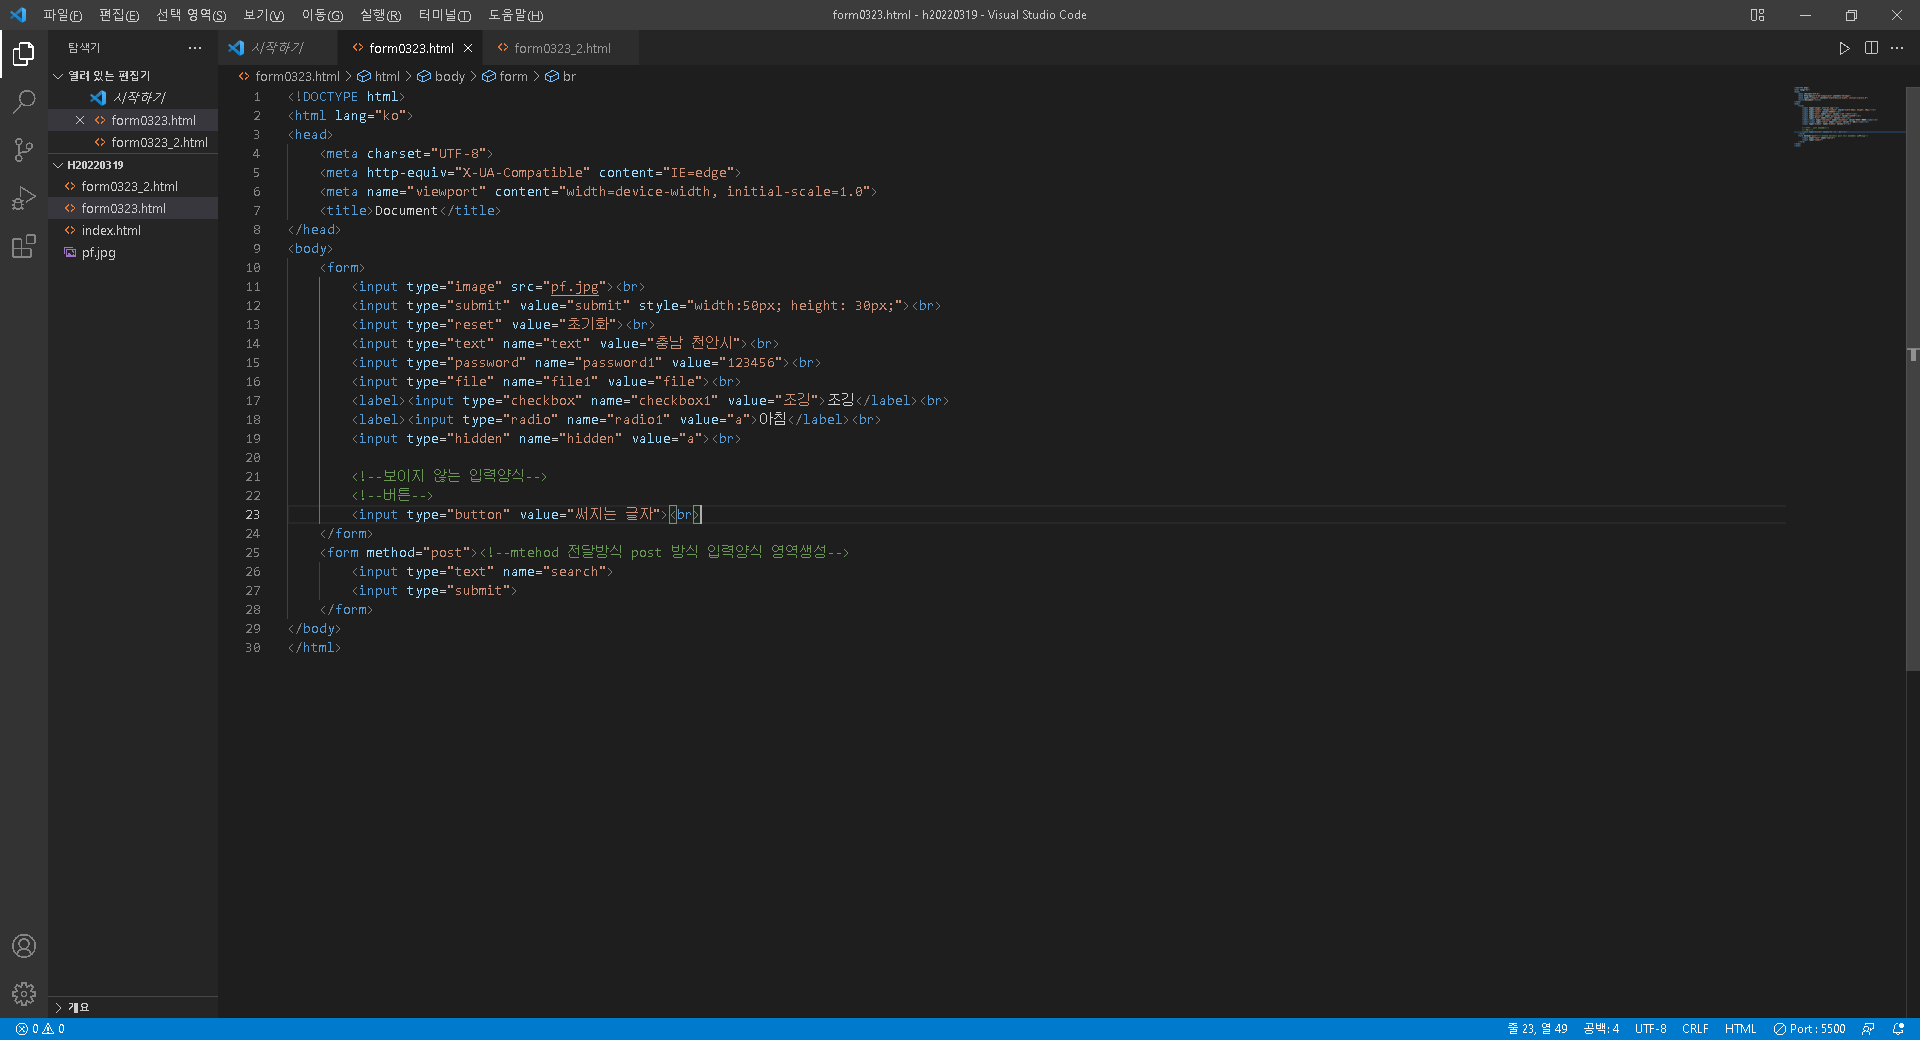 파일(F) 편집(E) 선택 영역(S) 보기(V) 이동(G) 실행(R) 터미널(T) 도움말(H) form0323.html - h20220319 - Visual Studio Code
탐색기
열려 있는 편집기
시작하기
form0323.html
form0323_2.html
H20220319
form0323_2.html
form0323.html
index.html
pf.jpg
개요
시작하기 form0323.html form0323_2.html
form0323.html > html > body > form > br
1 <!DOCTYPE html>
2 <html lang="ko">
3 <head>
4 <meta charset="UTF-8">
5 <meta http-equiv="X-UA-Compatible" content="IE=edge">
6 <meta name="viewport" content="width=device-width, initial-scale=1.0">
7 <title>Document</title>
8 </head>
9 <body>
10 <form>
11 <input type="image" src="pf.jpg"><br>
12 <input type="submit" value="submit" style="width:50px; height: 30px;"><br>
13 <input type="reset" value="초기화"><br>
14 <input type="text" name="text" value="충남 천안시"><br>
15 <input type="password" name="password1" value="123456"><br>
16 <input type="file" name="file1" value="file"><br>
17 <label><input type="checkbox" name="checkbox1" value="조깅">조깅</label><br>
18 <label><input type="radio" name="radio1" value="a">아침</label><br>
19 <input type="hidden" name="hidden" value="a"><br>
20
21 <!--보이지 않는 입력양식-->
22 <!--버튼-->
23 <input type="button" value="써지는 글자"><br>
24 </form>
25 <form method="post"><!--mtehod 전달방식 post 방식 입력양식 영역생성-->
26 <input type="text" name="search">
27 <input type="submit">
28 </form>
29 </body>
30 </html>
0 0 줄 23, 열 49 공백: 4 UTF-8 CRLF HTML Port : 5500